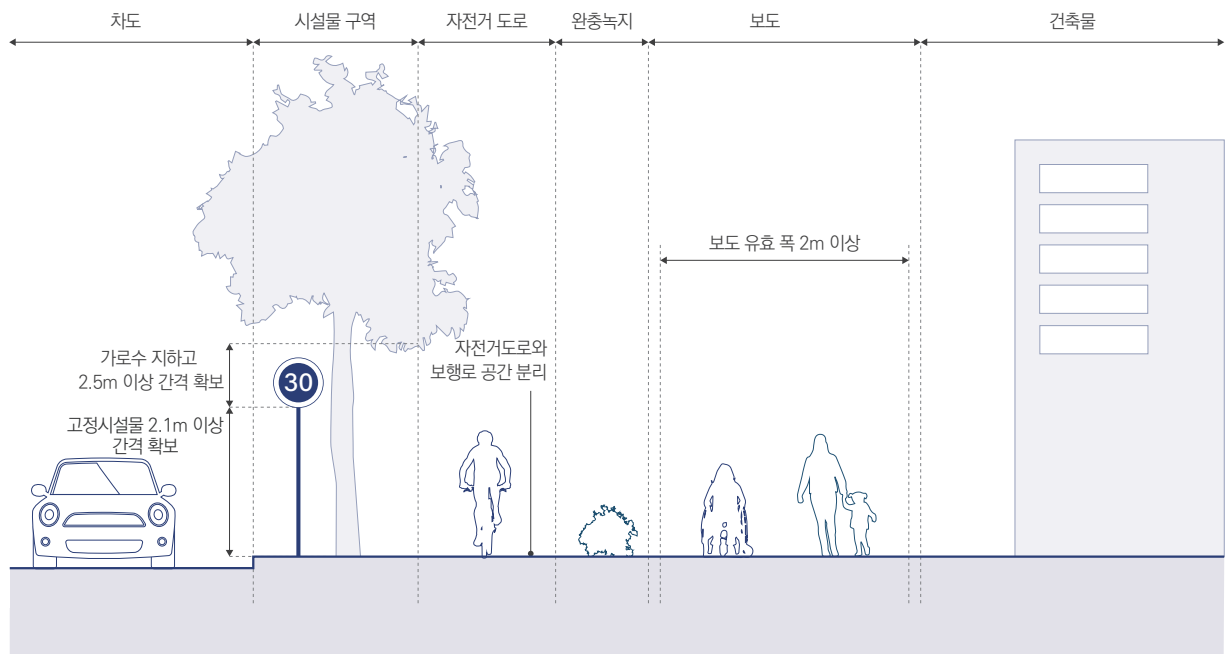 차도
시설물 구역
자전거 도로
완충녹지
보도
건축물
보도 유효 폭 2m 이상
가로수 지하고
2.5m 이상 간격 확보
자전거도로와
보행로 공간 분리
30
고정시설물 2.1m 이상
간격 확보